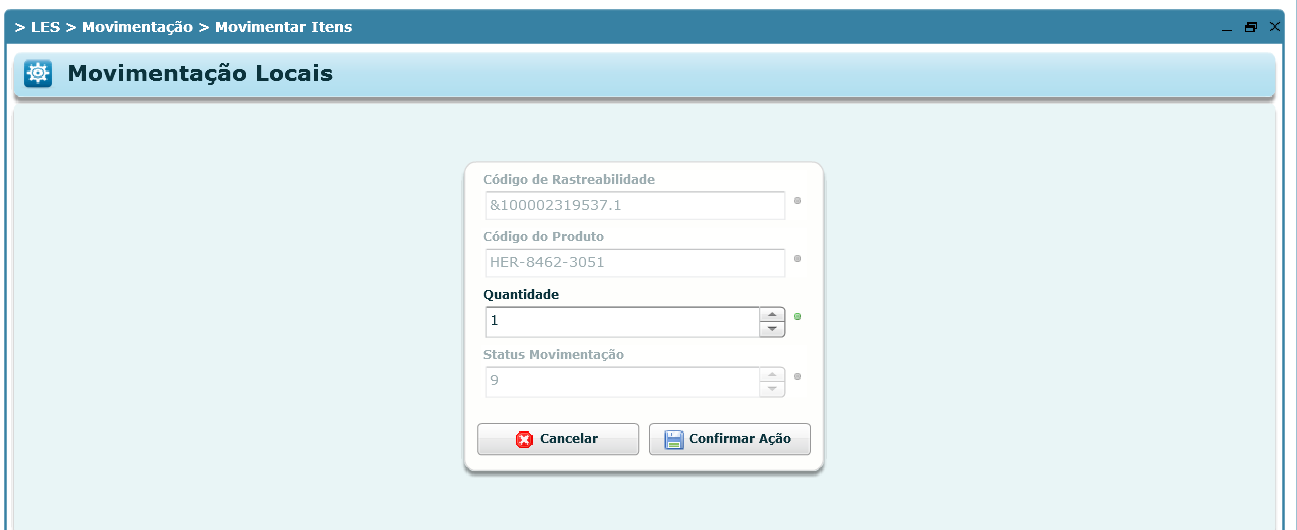 > LES > Movimentação > Movimentar Itens
Movimentação Locais
Código de Rastreabilidade
&100002319537.1
Código do Produto
HER-8462-3051
Quantidade
1
Status Movimentação
9
Cancelar
Confirmar Ação